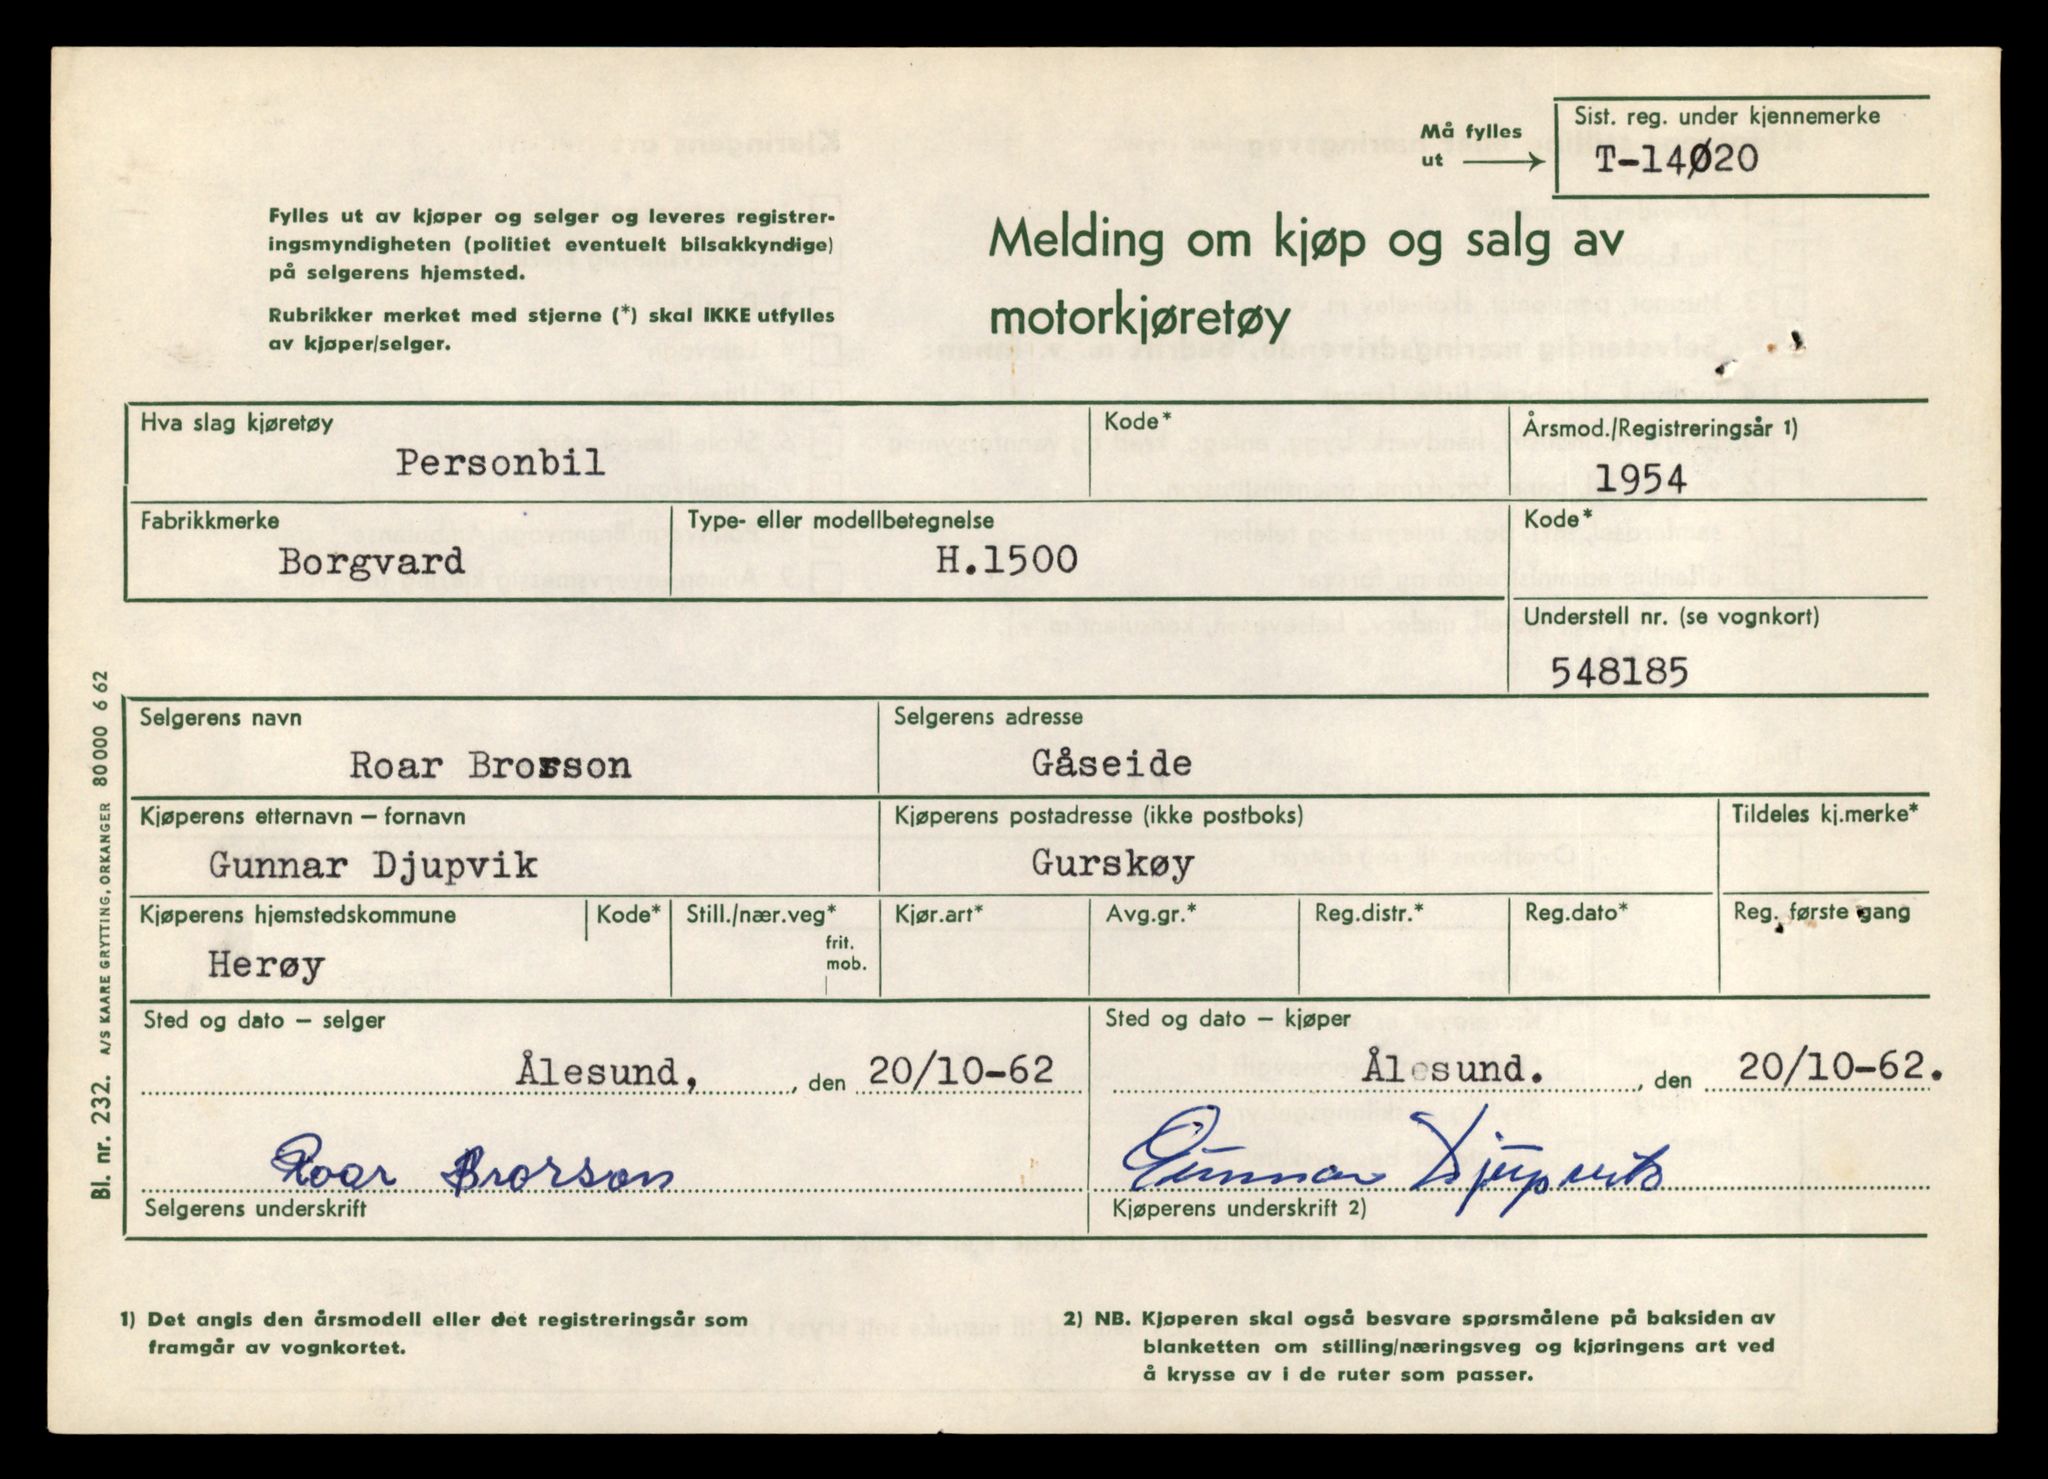 Må fylles
ut
Sist. reg. under kjennemerke
T-14020
Fylles ut av kjøper og selger og leveres registrer-
ingsmyndigheten (politiet eventuelt bilsakkyndige)
på selgerens hjemsted.
Rubrikker merket med stjerne (*) skal IKKE utfylles
av kjøper/selger.
Melding om kjøp og salg av
motorkjøretøy
Hva slag kjøretøy
Kode*
Årsmod./Registreringsår 1)
Personbil
1954
Fabrikkmerke
Type- eller modellbetegnelse
Kode*
Borgvard
H.1500
Understell nr. (se vognkort)
548185
Selgerens navn
Selgerens adresse
Roar Brorson
Gåseide
Kjøperens etternavn – fornavn
Kjøperens postadresse (ikke postboks)
Tildeles kj.merke*
Gunnar Djupvik
Gurskøy
Kjøperens hjemstedskommune
Kode*
Still./nær.veg*
frit.
mob.
Kjør.art*
Avg.gr.*
Reg.distr.*
Reg.dato*
Reg. første gang
Herøy
Sted og dato – selger
Sted og dato – kjøper
Ålesund, , den 20/10-62
Ålesund. , den 20/10-62.
Roar Brorson
Gunnar Djupvik
Selgerens underskrift
Kjøperens underskrift 2)
1) Det angis den årsmodell eller det registreringsår som
framgår av vognkortet.
2) NB. Kjøperen skal også besvare spørsmålene på baksiden av
blanketten om stilling/næringsveg og kjøringens art ved
å krysse av i de ruter som passer.
Bl. nr. 232. A/S KAARE GRYTTING, ORKANGER 80000 6 62